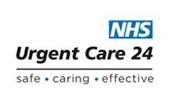 NHS
Urgent Care 24
safe • caring • effective